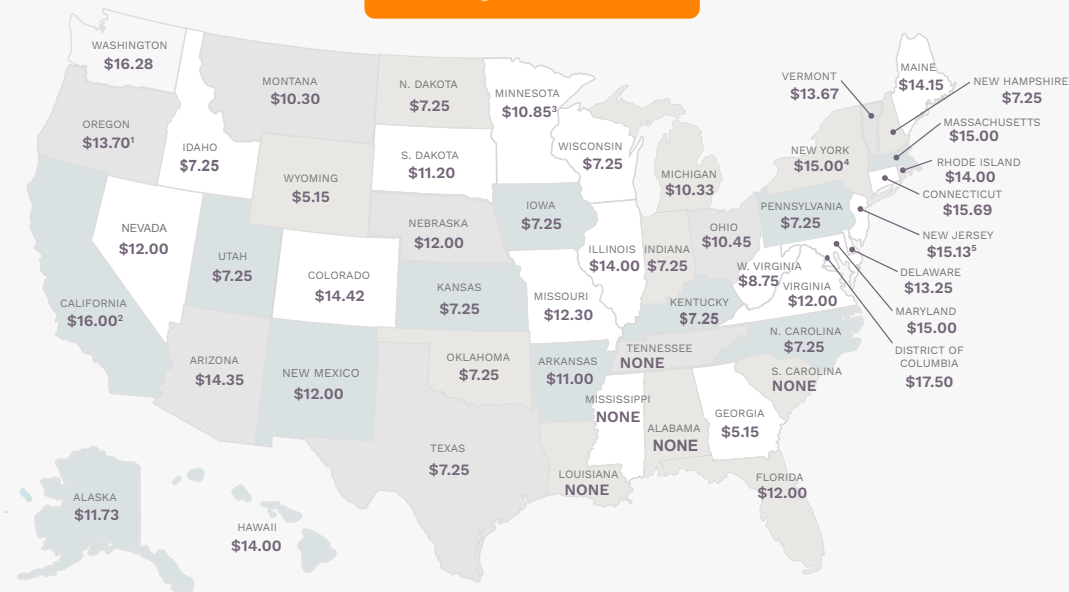 WASHINGTON
$16.28
OREGON
$13.70¹
IDAHO
$7.25
MONTANA
$10.30
N. DAKOTA
$7.25
MINNESOTA
$10.85³
S. DAKOTA
$11.20
WISCONSIN
$7.25
WYOMING
$5.15
MICHIGAN
$10.33
NEW YORK
$15.00⁴
VERMONT
$13.67
MAINE
$14.15
NEW HAMPSHIRE
$7.25
MASSACHUSETTS
$15.00
RHODE ISLAND
$14.00
CONNECTICUT
$15.69
NEW JERSEY
$15.13⁵
DELAWARE
$13.25
MARYLAND
$15.00
DISTRICT OF
COLUMBIA
$17.50
NEVADA
$12.00
UTAH
$7.25
COLORADO
$14.42
NEBRASKA
$12.00
IOWA
$7.25
ILLINOIS
$14.00
INDIANA
$7.25
OHIO
$10.45
PENNSYLVANIA
$7.25
W. VIRGINIA
$8.75
VIRGINIA
$12.00
CALIFORNIA
$16.00²
KANSAS
$7.25
MISSOURI
$12.30
KENTUCKY
$7.25
N. CAROLINA
$7.25
TENNESSEE
NONE
S. CAROLINA
NONE
ARIZONA
$14.35
NEW MEXICO
$12.00
OKLAHOMA
$7.25
ARKANSAS
$11.00
MISSISSIPPI
NONE
ALABAMA
NONE
GEORGIA
$5.15
TEXAS
$7.25
LOUISIANA
NONE
FLORIDA
$12.00
ALASKA
$11.73
HAWAII
$14.00